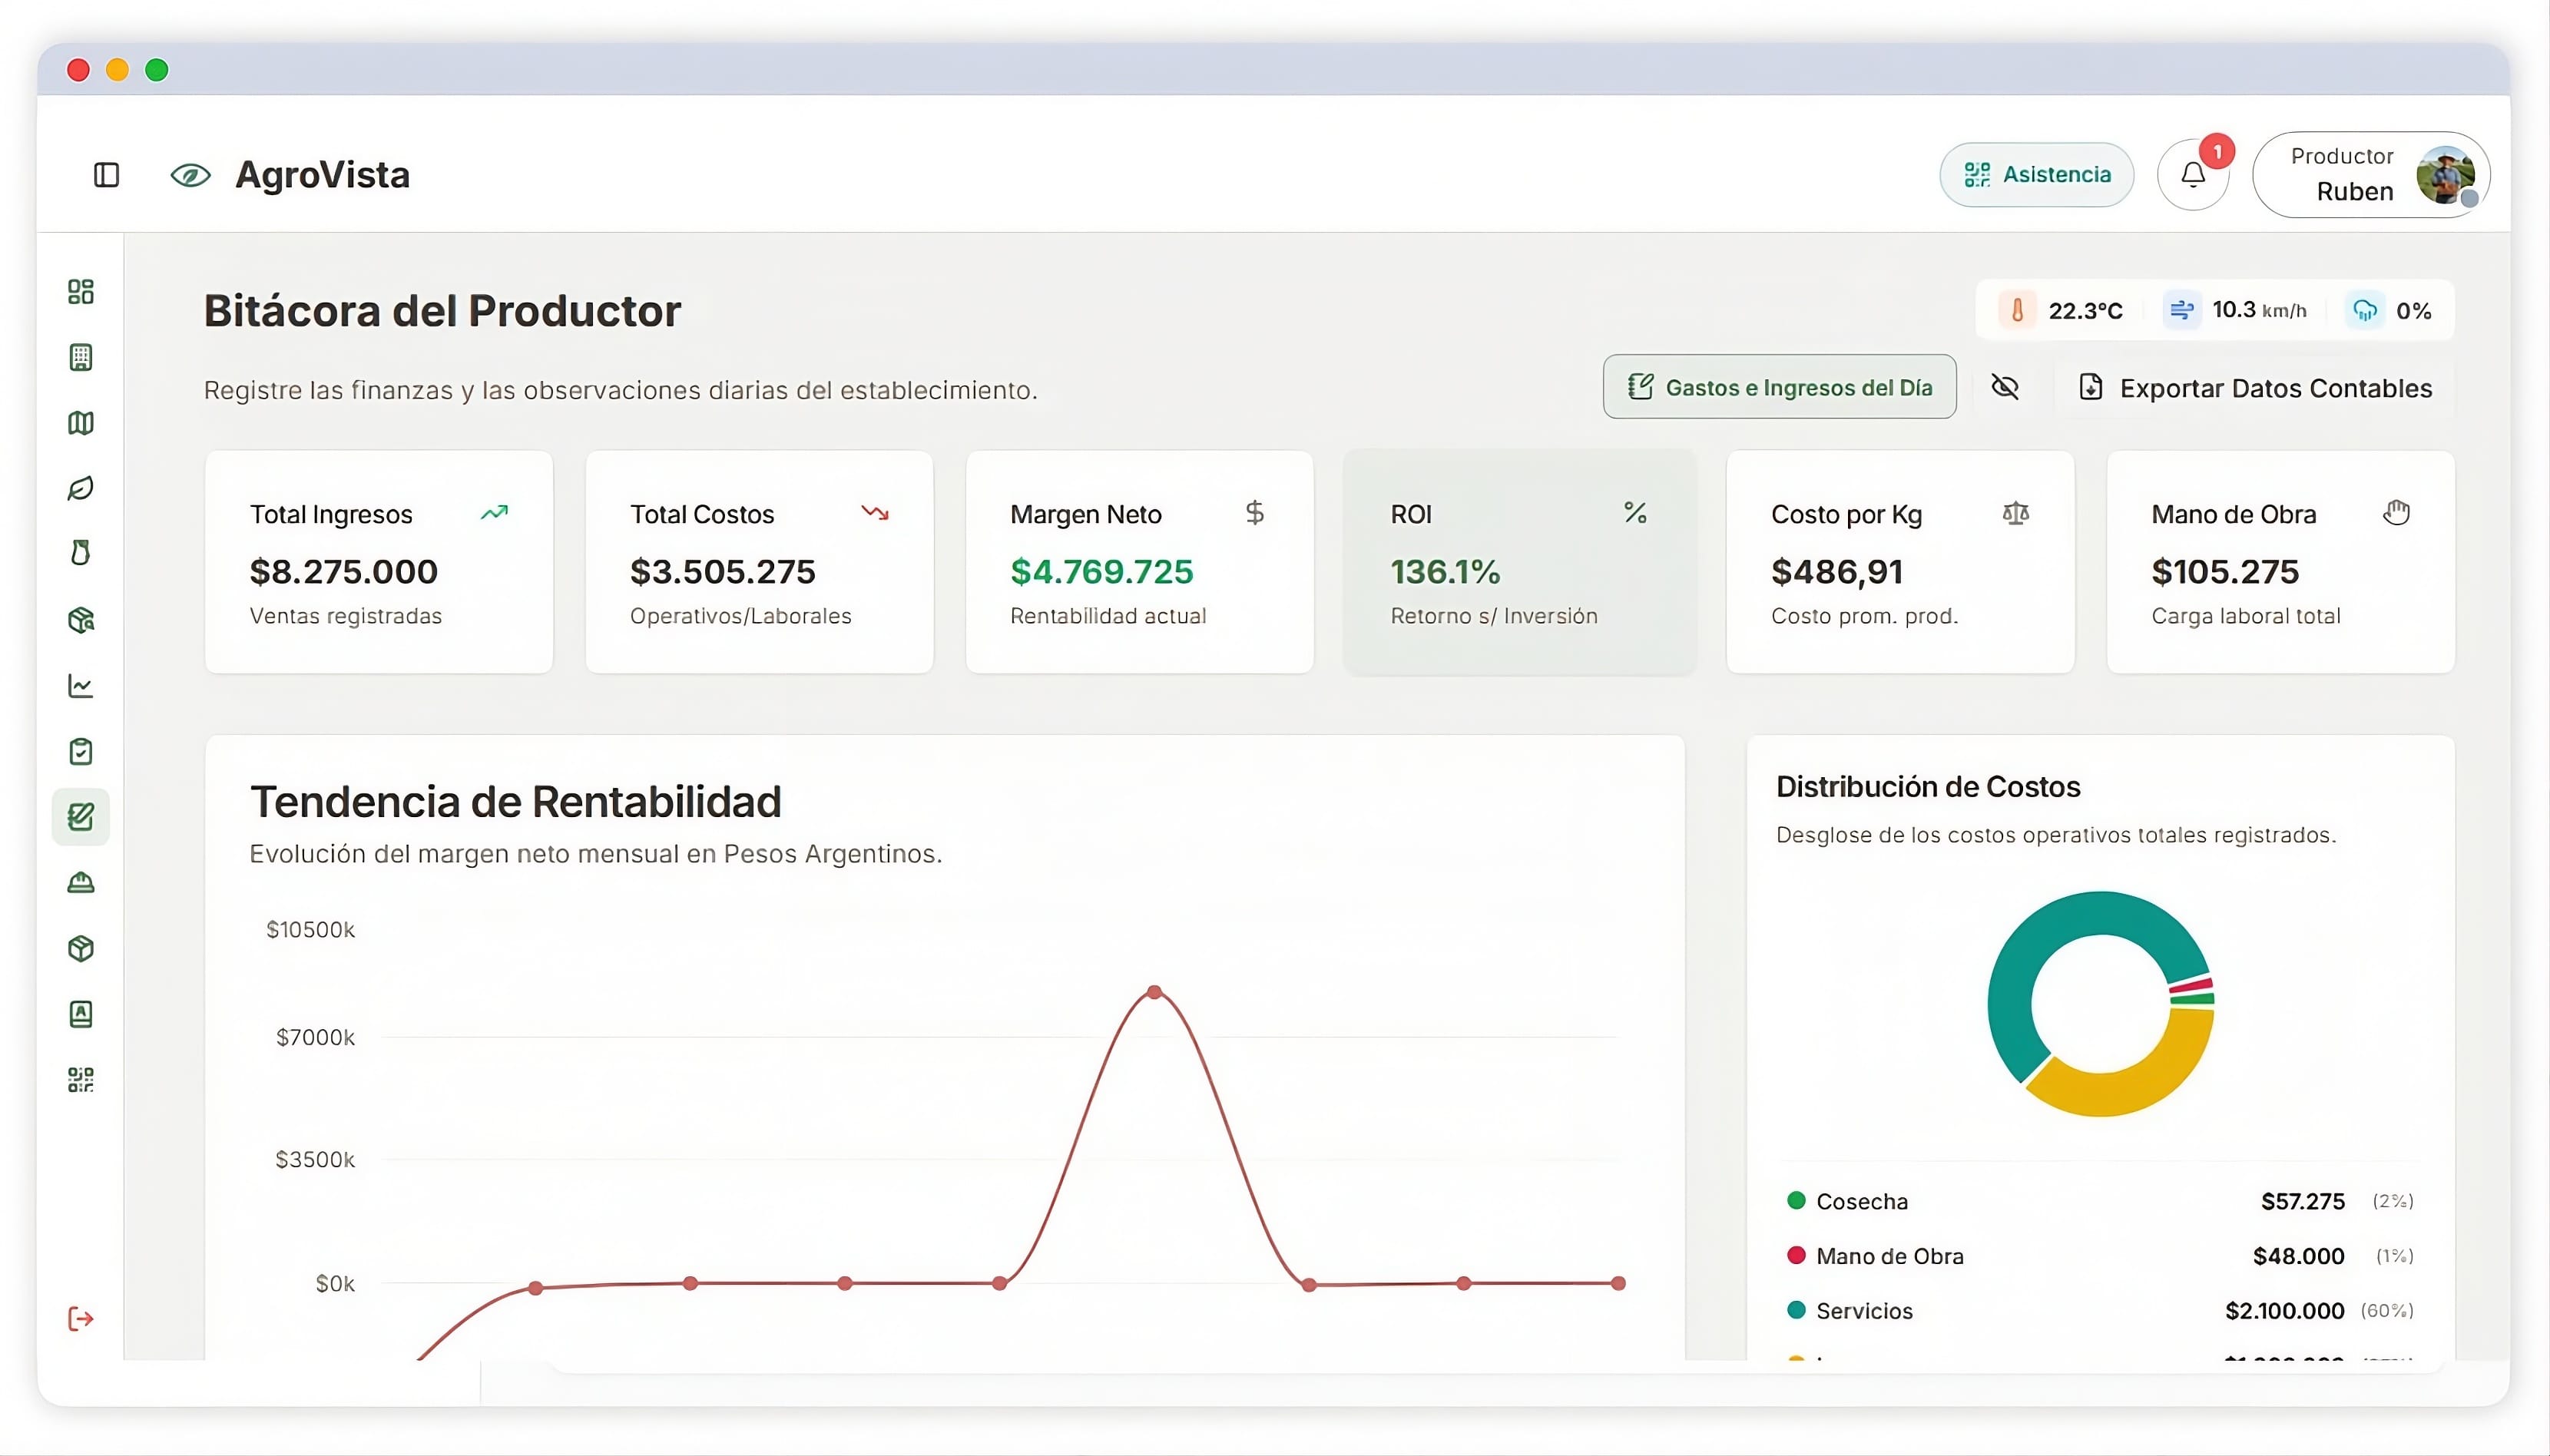 AgroVista
Asistencia
1
Productor
Ruben
Bitácora del Productor
22.3°C
10.3 km/h
0%
Registre las finanzas y las observaciones diarias del establecimiento.
Gastos e Ingresos del Día
Exportar Datos Contables
Total Ingresos
$8.275.000
Ventas registradas
Total Costos
$3.505.275
Operativos/Laborales
Margen Neto
$
$4.769.725
Rentabilidad actual
ROI
%
136.1%
Retorno s/ Inversión
Costo por Kg
$486,91
Costo prom. prod.
Mano de Obra
$105.275
Carga laboral total
Tendencia de Rentabilidad
Evolución del margen neto mensual en Pesos Argentinos.
$10500k
$7000k
$3500k
$0k
Distribución de Costos
Desglose de los costos operativos totales registrados.
Cosecha $57.275 (2%)
Mano de Obra $48.000 (1%)
Servicios $2.100.000 (60%)